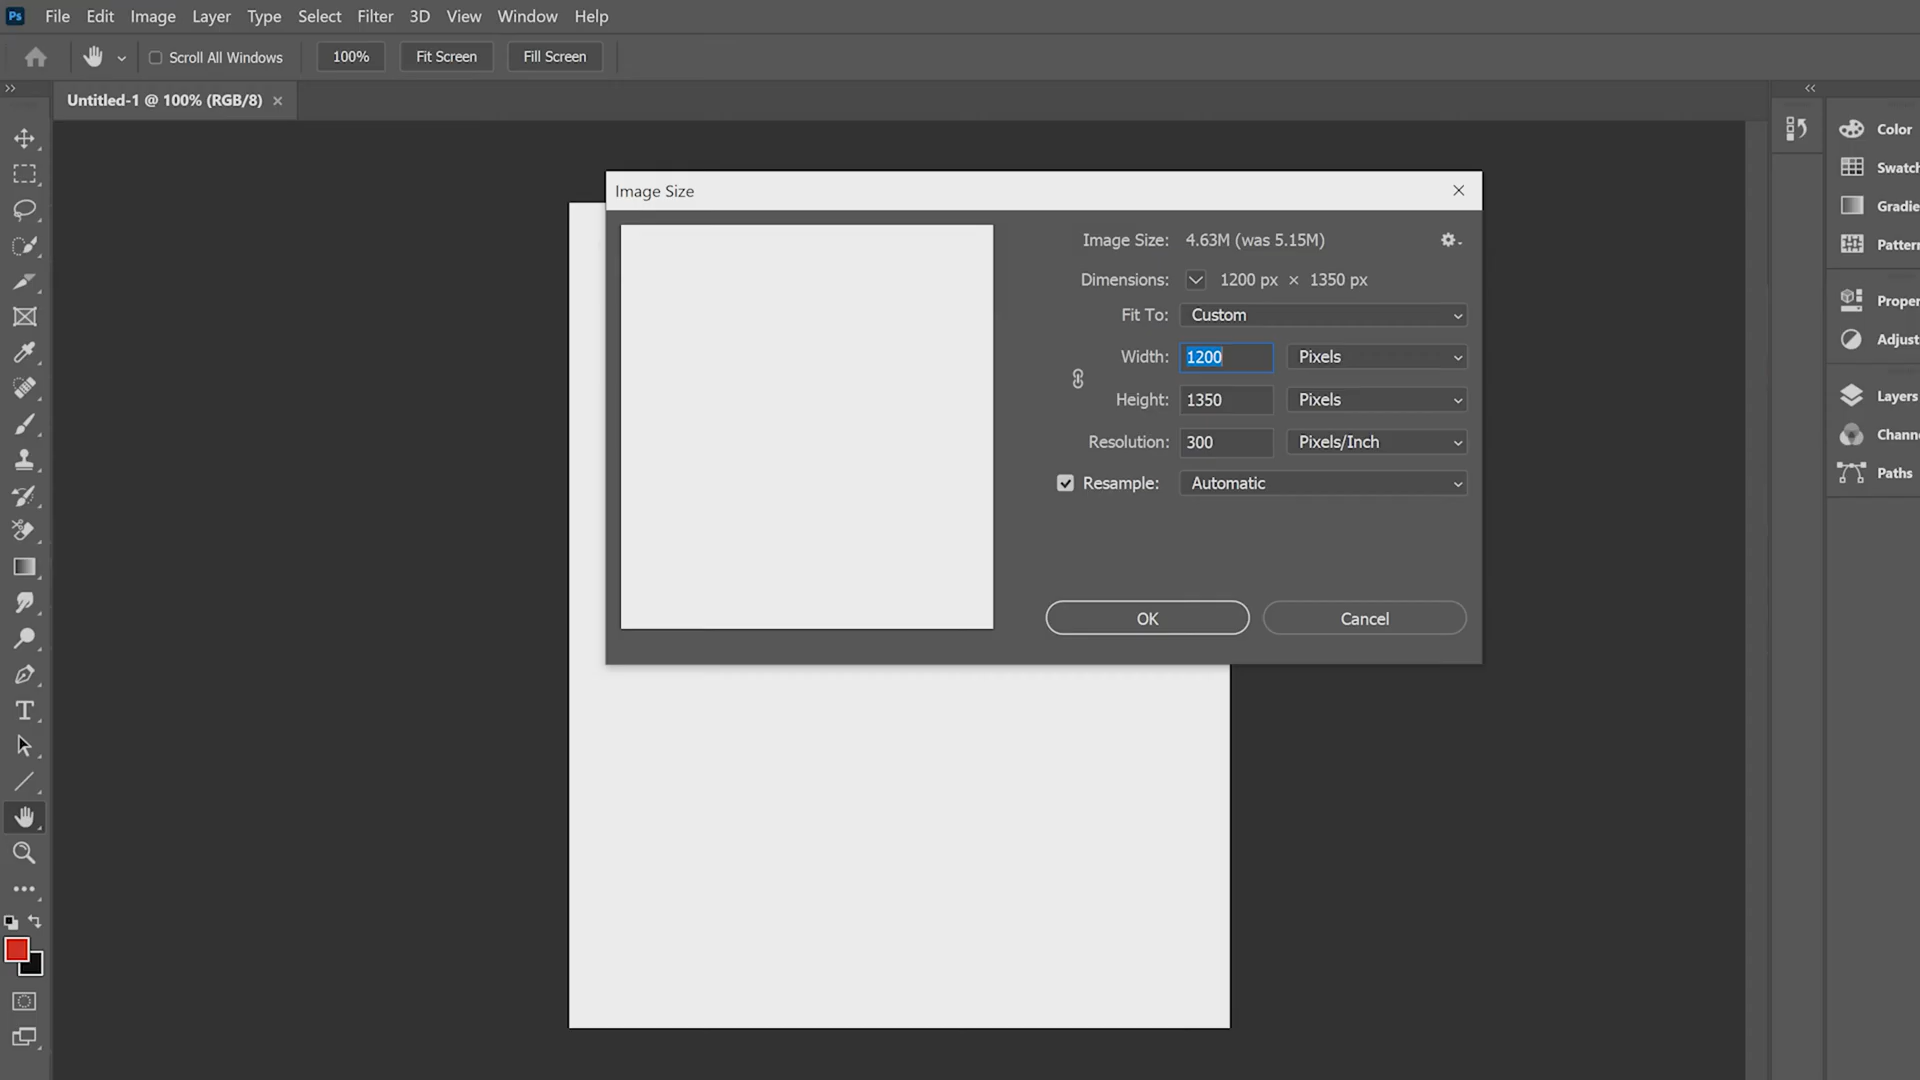 Ps File Edit Image Layer Type Select Filter 3D View Window Help
Scroll All Windows 100% Fit Screen Fill Screen
Untitled-1 @ 100% (RGB/8) ×
Color
Swatch
Gradie
Pattern
Proper
Adjust
Layers
Chann
Paths
Image Size
Image Size: 4.63M (was 5.15M)
Dimensions: 1200 px × 1350 px
Fit To: Custom
Width: 1200 Pixels
Height: 1350 Pixels
Resolution: 300 Pixels/Inch
Resample: Automatic
OK Cancel
T